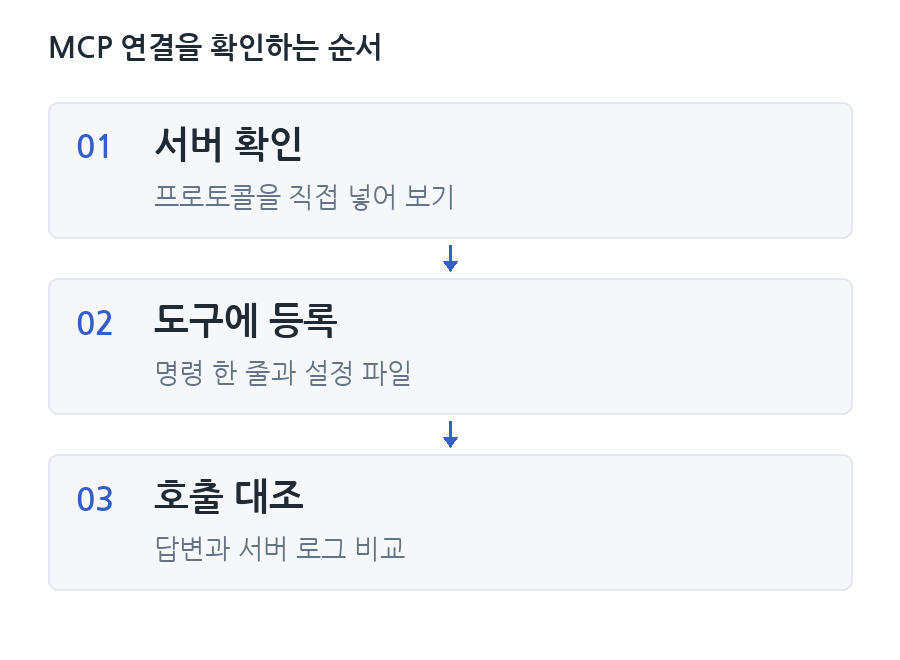 MCP 연결을 확인하는 순서
01 서버 확인
프로토콜을 직접 넣어 보기
02 도구에 등록
명령 한 줄과 설정 파일
03 호출 대조
답변과 서버 로그 비교